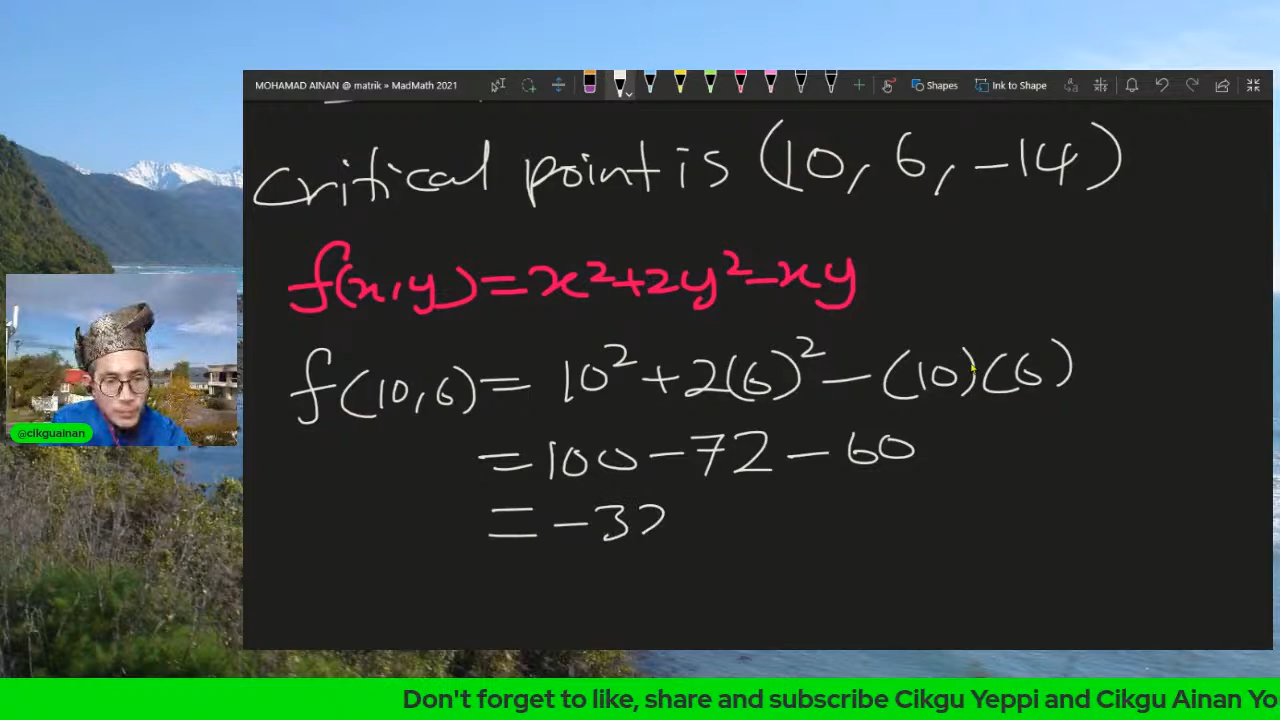 MOHAMAD AINAN @ matrik » MadMath 2021
Shapes
Ink to Shape
critical point is (10, 6, -14)
f(x,y)=x²+2y²-xy
f(10,6)= 10²+2(6)²-(10)(6)
=100-72-60
=-32
@cikguainan
Don't forget to like, share and subscribe Cikgu Yeppi and Cikgu Ainan Yo